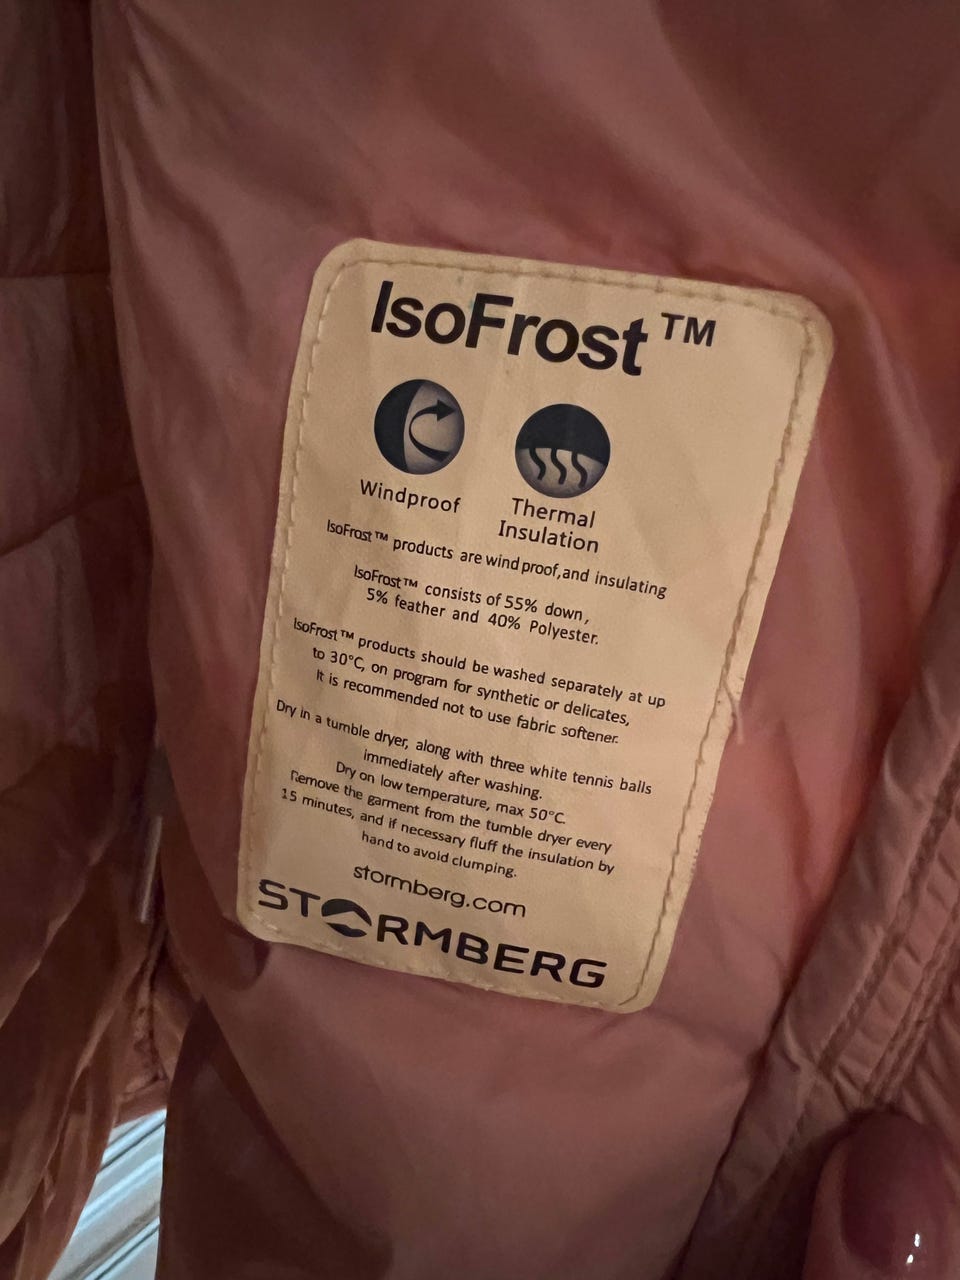 IsoFrost™
Windproof
Thermal
Insulation
IsoFrost™ products are windproof,and insulating
IsoFrost™ consists of 55% down,
5% feather and 40% Polyester.
IsoFrost™ products should be washed separately at up
to 30°C, on program for synthetic or delicates,
It is recommended not to use fabric softener.
Dry in a tumble dryer, along with three white tennis balls
immediately after washing.
Dry on low temperature, max 50°C.
Remove the garment from the tumble dryer every
15 minutes, and if necessary fluff the insulation by
hand to avoid clumping.
stormberg.com
STORMBERG